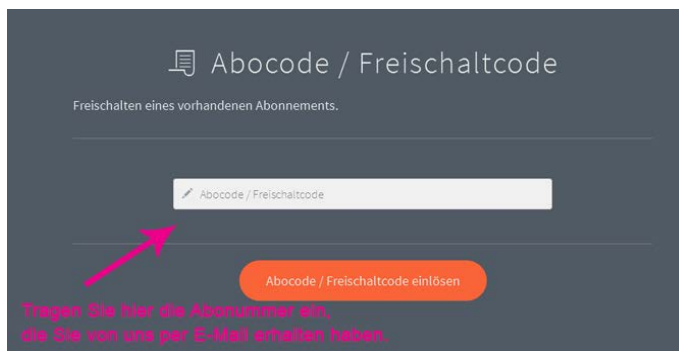 Abocode / Freischaltcode
Freischalten eines vorhandenen Abonnements.
Abocode / Freischaltcode
Abocode / Freischaltcode einlösen
Tragen Sie hier die Abonummer ein,
die Sie von uns per E-Mail erhalten haben.